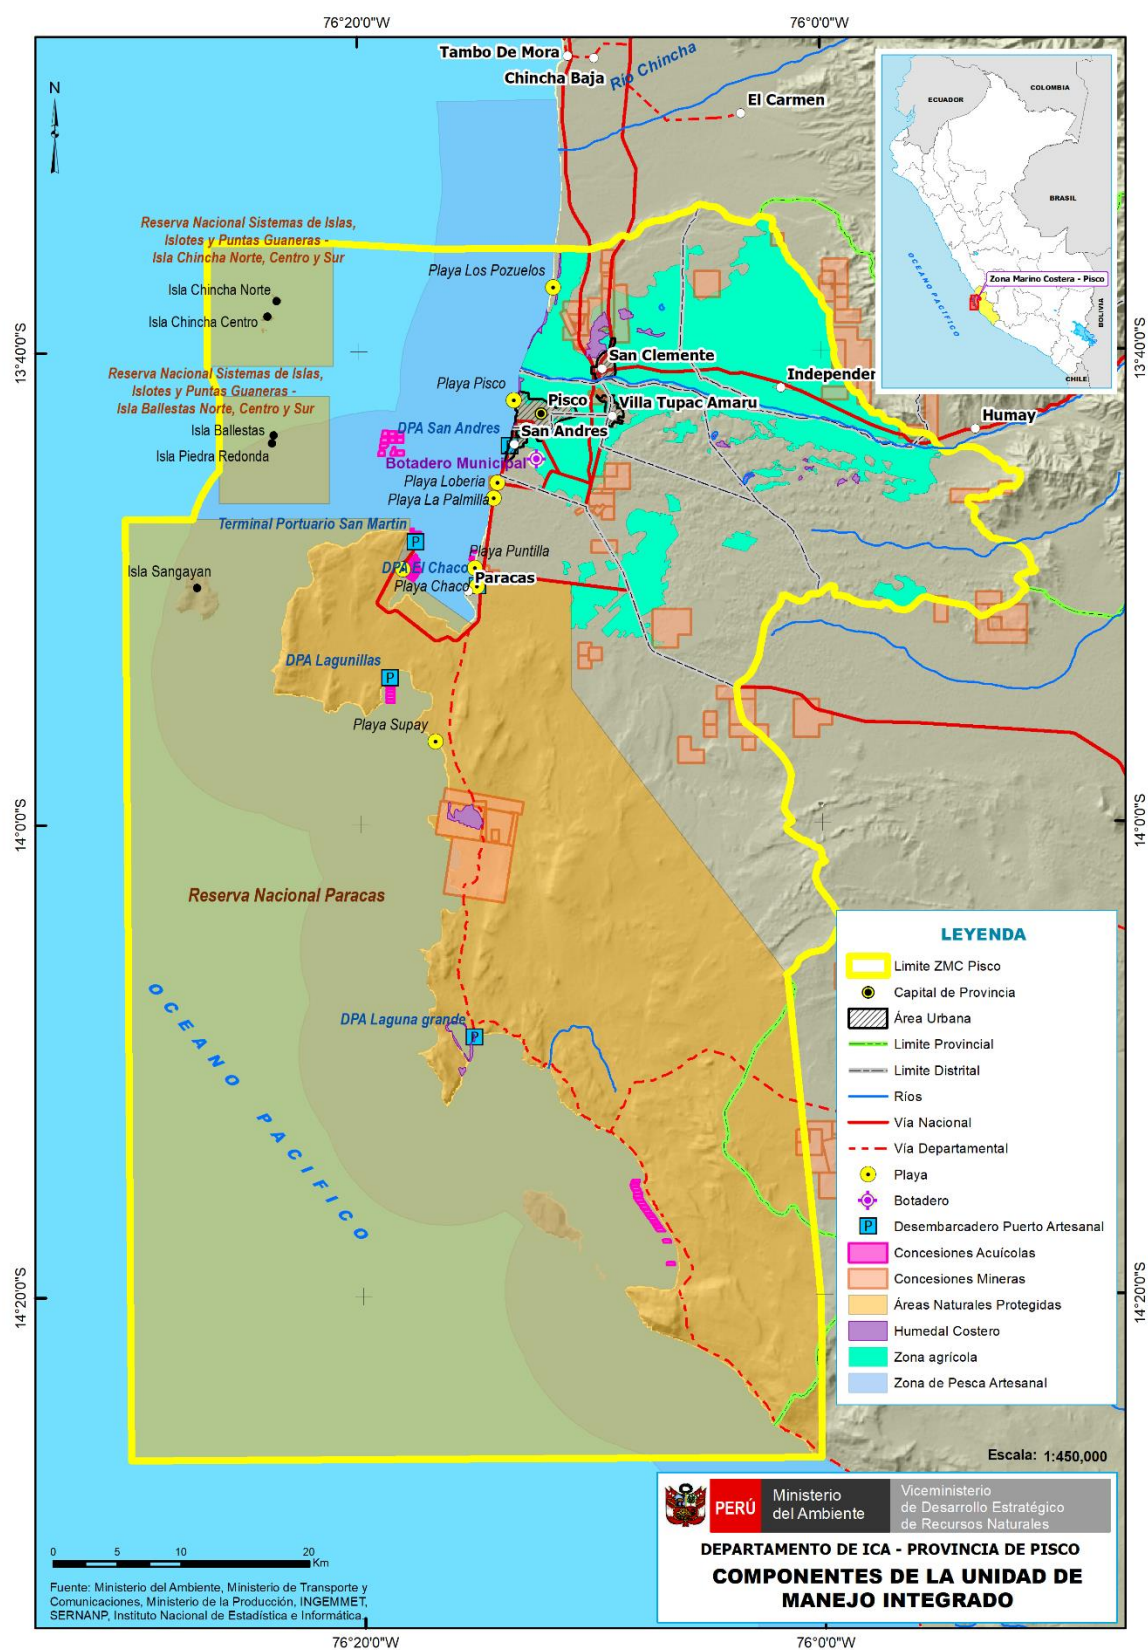 76°20'0"W
76°0'0"W
Tambo De Mora
Chincha Baja
Río Chincha
El Carmen
N
ECUADOR
COLOMBIA
BRASIL
BOLIVIA
CHILE
OCEANO PACIFICO
Zona Marino Costera - Pisco
Reserva Nacional Sistemas de Islas,
Islotes y Puntas Guaneras -
Isla Chincha Norte, Centro y Sur
Playa Los Pozuelos
Isla Chincha Norte
Isla Chincha Centro
13°40'0"S
13°40'0"S
San Clemente
Reserva Nacional Sistemas de Islas,
Islotes y Puntas Guaneras -
Isla Ballestas Norte, Centro y Sur
Playa Pisco
Pisco
Independen
Villa Tupac Amaru
Humay
Isla Ballestas
DPA San Andres
San Andres
Isla Piedra Redonda
Botadero Municipal
Playa Loberia
Playa La Palmilla
Terminal Portuario San Martin
Playa Puntilla
Isla Sangayan
DPA El Chaco
Paracas
Playa Chaco
DPA Lagunillas
P
P
Playa Supay
14°0'0"S
14°0'0"S
Reserva Nacional Paracas
OCEANO PACIFICO
DPA Laguna grande
P
LEYENDA
Limite ZMC Pisco
Capital de Provincia
Área Urbana
Limite Provincial
Limite Distrital
Ríos
Vía Nacional
Vía Departamental
Playa
Botadero
P Desembarcadero Puerto Artesanal
Concesiones Acuícolas
Concesiones Mineras
Áreas Naturales Protegidas
Humedal Costero
Zona agrícola
Zona de Pesca Artesanal
14°20'0"S
14°20'0"S
Escala: 1:450,000
PERÚ
Ministerio
del Ambiente
Viceministerio
de Desarrollo Estratégico
de Recursos Naturales
DEPARTAMENTO DE ICA - PROVINCIA DE PISCO
COMPONENTES DE LA UNIDAD DE
MANEJO INTEGRADO
0 5 10 20
Km
Fuente: Ministerio del Ambiente, Ministerio de Transporte y
Comunicaciones, Ministerio de la Producción, INGEMMET,
SERNANP, Instituto Nacional de Estadística e Informática.
76°20'0"W
76°0'0"W